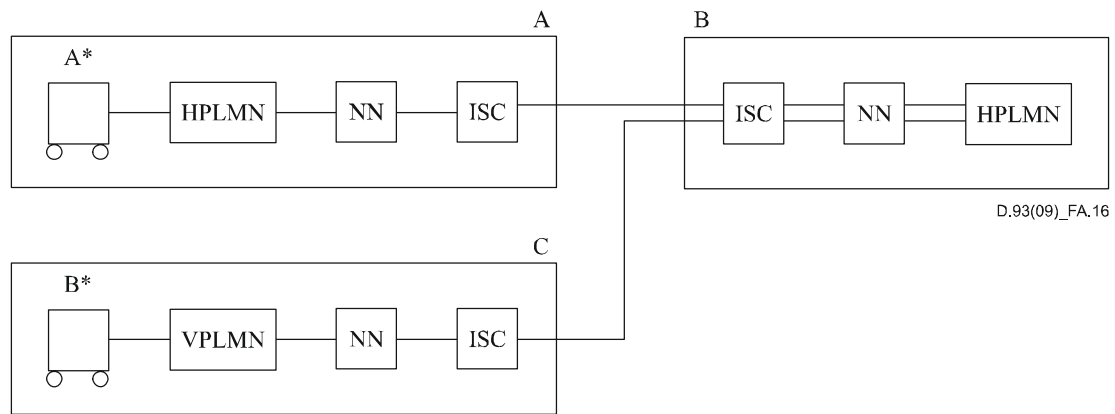 A
A*
HPLMN
NN
ISC
B
ISC
NN
HPLMN
D.93(09)_FA.16
C
B*
VPLMN
NN
ISC